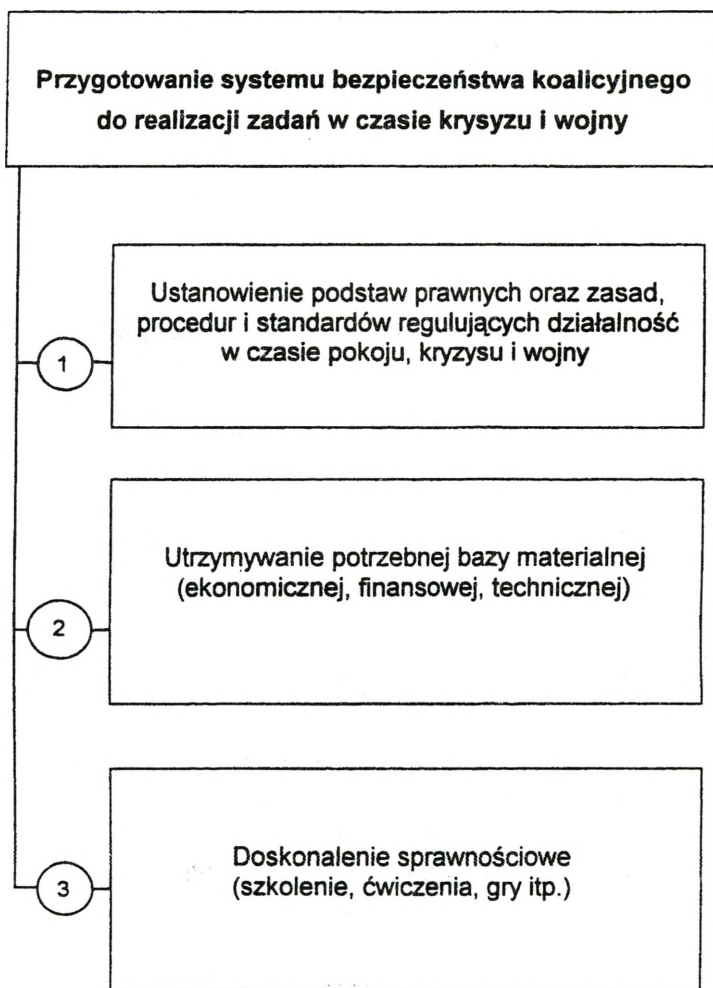 Przygotowanie systemu bezpieczeństwa koalicyjnego
do realizacji zadań w czasie krysyzu i wojny
Ustanowienie podstaw prawnych oraz zasad,
procedur i standardów regulujących działalność
w czasie pokoju, kryzysu i wojny
1
Utrzymywanie potrzebnej bazy materialnej
(ekonomicznej, finansowej, technicznej)
2
Doskonalenie sprawnościowe
(szkolenie, ćwiczenia, gry itp.)
3